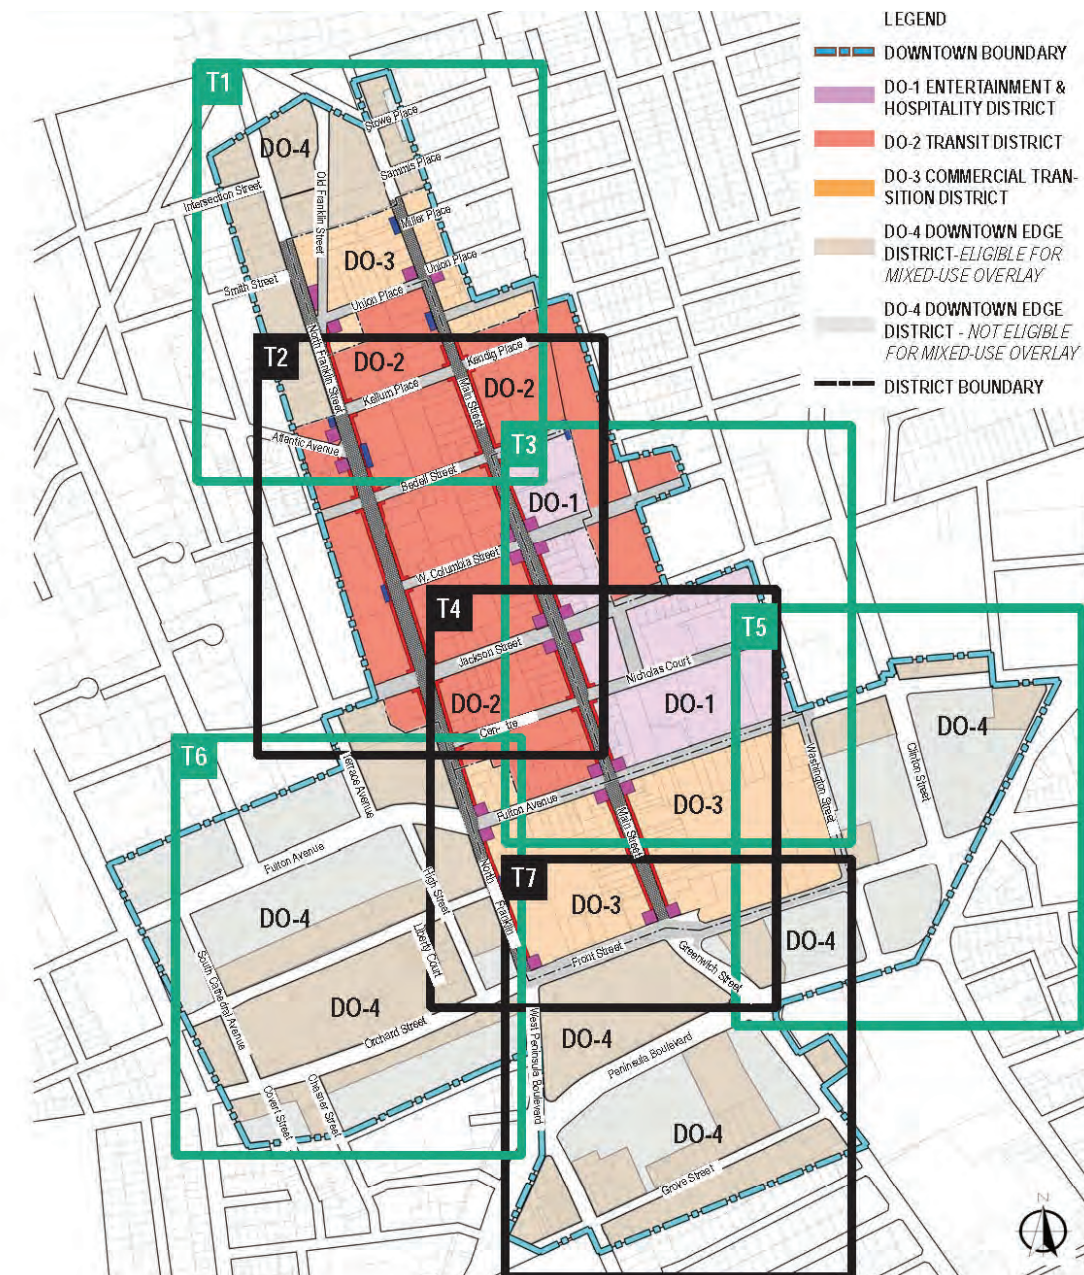 LEGEND
DOWNTOWN BOUNDARY
DO-1 ENTERTAINMENT &
HOSPITALITY DISTRICT
DO-2 TRANSIT DISTRICT
DO-3 COMMERCIAL TRAN-
SITION DISTRICT
DO-4 DOWNTOWN EDGE
DISTRICT-ELIGIBLE FOR
MIXED-USE OVERLAY
DO-4 DOWNTOWN EDGE
DISTRICT - NOT ELIGIBLE
FOR MIXED-USE OVERLAY
DISTRICT BOUNDARY
T1
Stowe Place
DO-4
Sammis Place
Intersection Street
Old Franklin Street
Miller Place
DO-3
Union Place
Smith Street
Union Place
T2
North Franklin Street
DO-2
Kendig Place
Kellum Place
Main Street
DO-2
Atlantic Avenue
T3
Bedell Street
DO-1
W. Columbia Street
T4
T5
Jackson Street
Nicholas Court
DO-2
DO-1
Centre
DO-4
T6
Terrace Avenue
Washington Street
Clinton Street
Fulton Avenue
DO-3
Main Street
Fulton Avenue
High Street
North Franklin
T7
DO-4
DO-3
Liberty Court
Front Street
DO-4
South Cathedral Avenue
Greenwich Street
DO-4
Orchard Street
West Peninsula Boulevard
DO-4
Peninsula Boulevard
Covert Street
Chesner Street
DO-4
Grove Street
N